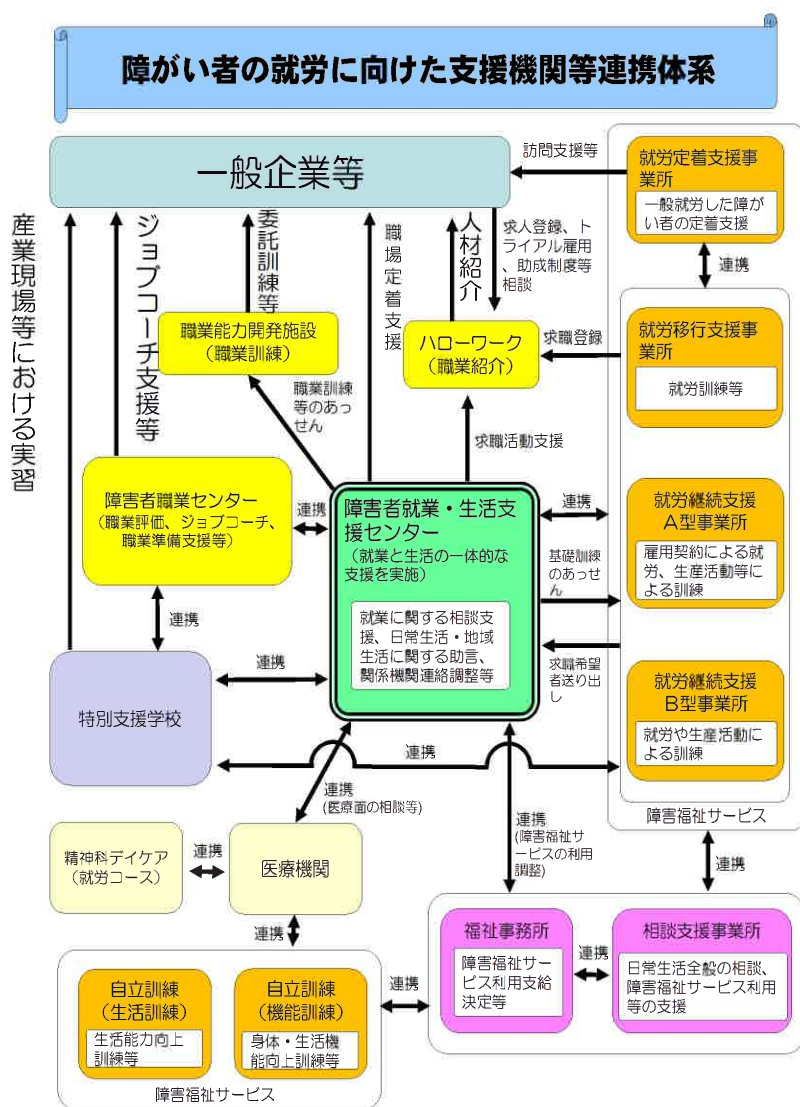 障がい者の就労に向けた支援機関等連携体系
一般企業等
訪問支援等
就労定着支援事
業所
一般就労した障が
い者の定着支援
連携
産業現場等における実習
ジョブコーチ支援等
委託訓練等
職場定着支援
人材紹介
求人登録、ト
ライアル雇用
、助成制度等
相談
職業能力開発施設
（職業訓練）
ハローワーク
（職業紹介）
求職登録
就労移行支援事
業所
就労訓練等
職業訓練
等のあっ
せん
求職活動支援
障害者職業センター
（職業評価、ジョブコーチ、
職業準備支援等）
連携
障害者就業・生活支
援センター
（就業と生活の一体的な
支援を実施）
就業に関する相談支
援、日常生活・地域
生活に関する助言、
関係機関連絡調整等
連携
基礎訓練
のあっせ
ん
求職希望
者送り出
し
就労継続支援
A型事業所
雇用契約による就
労、生産活動等に
よる訓練
就労継続支援
B型事業所
就労や生産活動に
よる訓練
障害福祉サービス
連携
特別支援学校
連携
連携
連携
(医療面の相談等)
連携
(障害福祉サ
ービスの利用
調整)
連携
精神科デイケア
（就労コース）
連携
医療機関
連携
福祉事務所
障害福祉サー
ビス利用支給
決定等
連携
相談支援事業所
日常生活全般の相談、
障害福祉サービス利用
等の支援
自立訓練
（生活訓練）
生活能力向上
訓練等
自立訓練
（機能訓練）
身体・生活機
能向上訓練等
連携
障害福祉サービス